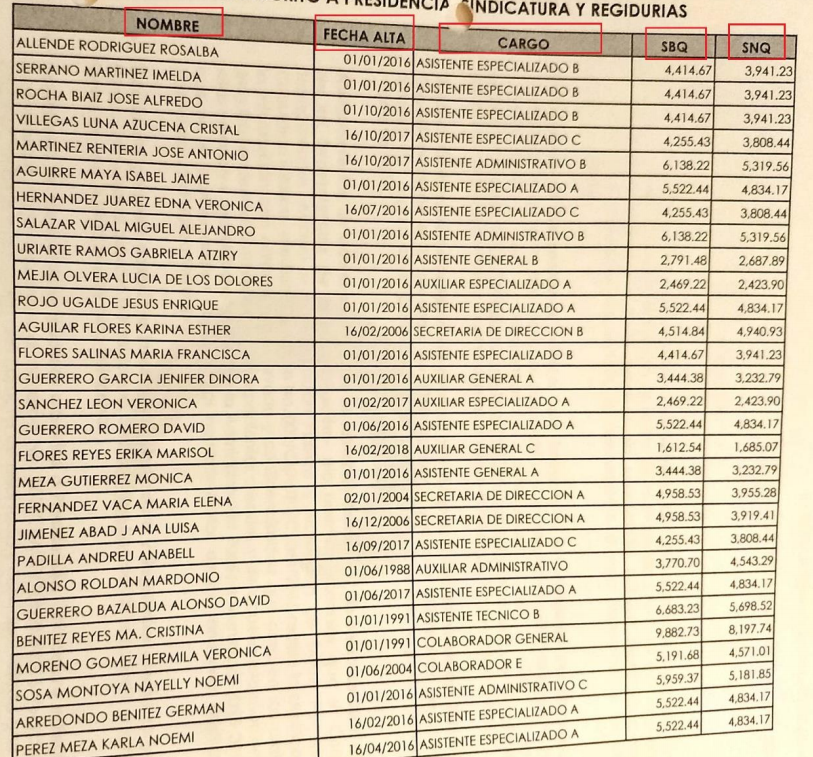 A PRESIDENCIA SINDICATURA Y REGIDURIAS
NOMBRE FECHA ALTA CARGO SBQ SNQ
ALLENDE RODRIGUEZ ROSALBA 01/01/2016 ASISTENTE ESPECIALIZADO B 4,414.67 3,941.23
SERRANO MARTINEZ IMELDA 01/01/2016 ASISTENTE ESPECIALIZADO B 4,414.67 3,941.23
ROCHA BIAIZ JOSE ALFREDO 01/10/2016 ASISTENTE ESPECIALIZADO B 4,414.67 3,941.23
VILLEGAS LUNA AZUCENA CRISTAL 16/10/2017 ASISTENTE ESPECIALIZADO C 4,255.43 3,808.44
MARTINEZ RENTERIA JOSE ANTONIO 16/10/2017 ASISTENTE ADMINISTRATIVO B 6,138.22 5,319.56
AGUIRRE MAYA ISABEL JAIME 01/01/2016 ASISTENTE ESPECIALIZADO A 5,522.44 4,834.17
HERNANDEZ JUAREZ EDNA VERONICA 16/07/2016 ASISTENTE ESPECIALIZADO C 4,255.43 3,808.44
SALAZAR VIDAL MIGUEL ALEJANDRO 01/01/2016 ASISTENTE ADMINISTRATIVO B 6,138.22 5,319.56
URIARTE RAMOS GABRIELA ATZIRY 01/01/2016 ASISTENTE GENERAL B 2,791.48 2,687.89
MEJIA OLVERA LUCIA DE LOS DOLORES 01/01/2016 AUXILIAR ESPECIALIZADO A 2,469.22 2,423.90
ROJO UGALDE JESUS ENRIQUE 01/01/2016 ASISTENTE ESPECIALIZADO A 5,522.44 4,834.17
AGUILAR FLORES KARINA ESTHER 16/02/2006 SECRETARIA DE DIRECCION B 4,514.84 4,940.93
FLORES SALINAS MARIA FRANCISCA 01/01/2016 ASISTENTE ESPECIALIZADO B 4,414.67 3,941.23
GUERRERO GARCIA JENIFER DINORA 01/01/2016 AUXILIAR GENERAL A 3,444.38 3,232.79
SANCHEZ LEON VERONICA 01/02/2017 AUXILIAR ESPECIALIZADO A 2,469.22 2,423.90
GUERRERO ROMERO DAVID 01/06/2016 ASISTENTE ESPECIALIZADO A 5,522.44 4,834.17
FLORES REYES ERIKA MARISOL 16/02/2018 AUXILIAR GENERAL C 1,612.54 1,685.07
MEZA GUTIERREZ MONICA 01/01/2016 ASISTENTE GENERAL A 3,444.38 3,232.79
FERNANDEZ VACA MARIA ELENA 02/01/2004 SECRETARIA DE DIRECCION A 4,958.53 3,955.28
JIMENEZ ABAD J ANA LUISA 16/12/2006 SECRETARIA DE DIRECCION A 4,958.53 3,919.41
PADILLA ANDREU ANABELL 16/09/2017 ASISTENTE ESPECIALIZADO C 4,255.43 3,808.44
ALONSO ROLDAN MARDONIO 01/06/1988 AUXILIAR ADMINISTRATIVO 3,770.70 4,543.29
GUERRERO BAZALDUA ALONSO DAVID 01/06/2017 ASISTENTE ESPECIALIZADO A 5,522.44 4,834.17
BENITEZ REYES MA. CRISTINA 01/01/1991 ASISTENTE TECNICO B 6,683.23 5,698.52
MORENO GOMEZ HERMILA VERONICA 01/01/1991 COLABORADOR GENERAL 9,882.73 8,197.74
SOSA MONTOYA NAYELLY NOEMI 01/06/2004 COLABORADOR E 5,191.68 4,571.01
ARREDONDO BENITEZ GERMAN 01/01/2016 ASISTENTE ADMINISTRATIVO C 5,959.37 5,181.85
PEREZ MEZA KARLA NOEMI 16/02/2016 ASISTENTE ESPECIALIZADO A 5,522.44 4,834.17
16/04/2016 ASISTENTE ESPECIALIZADO A 5,522.44 4,834.17